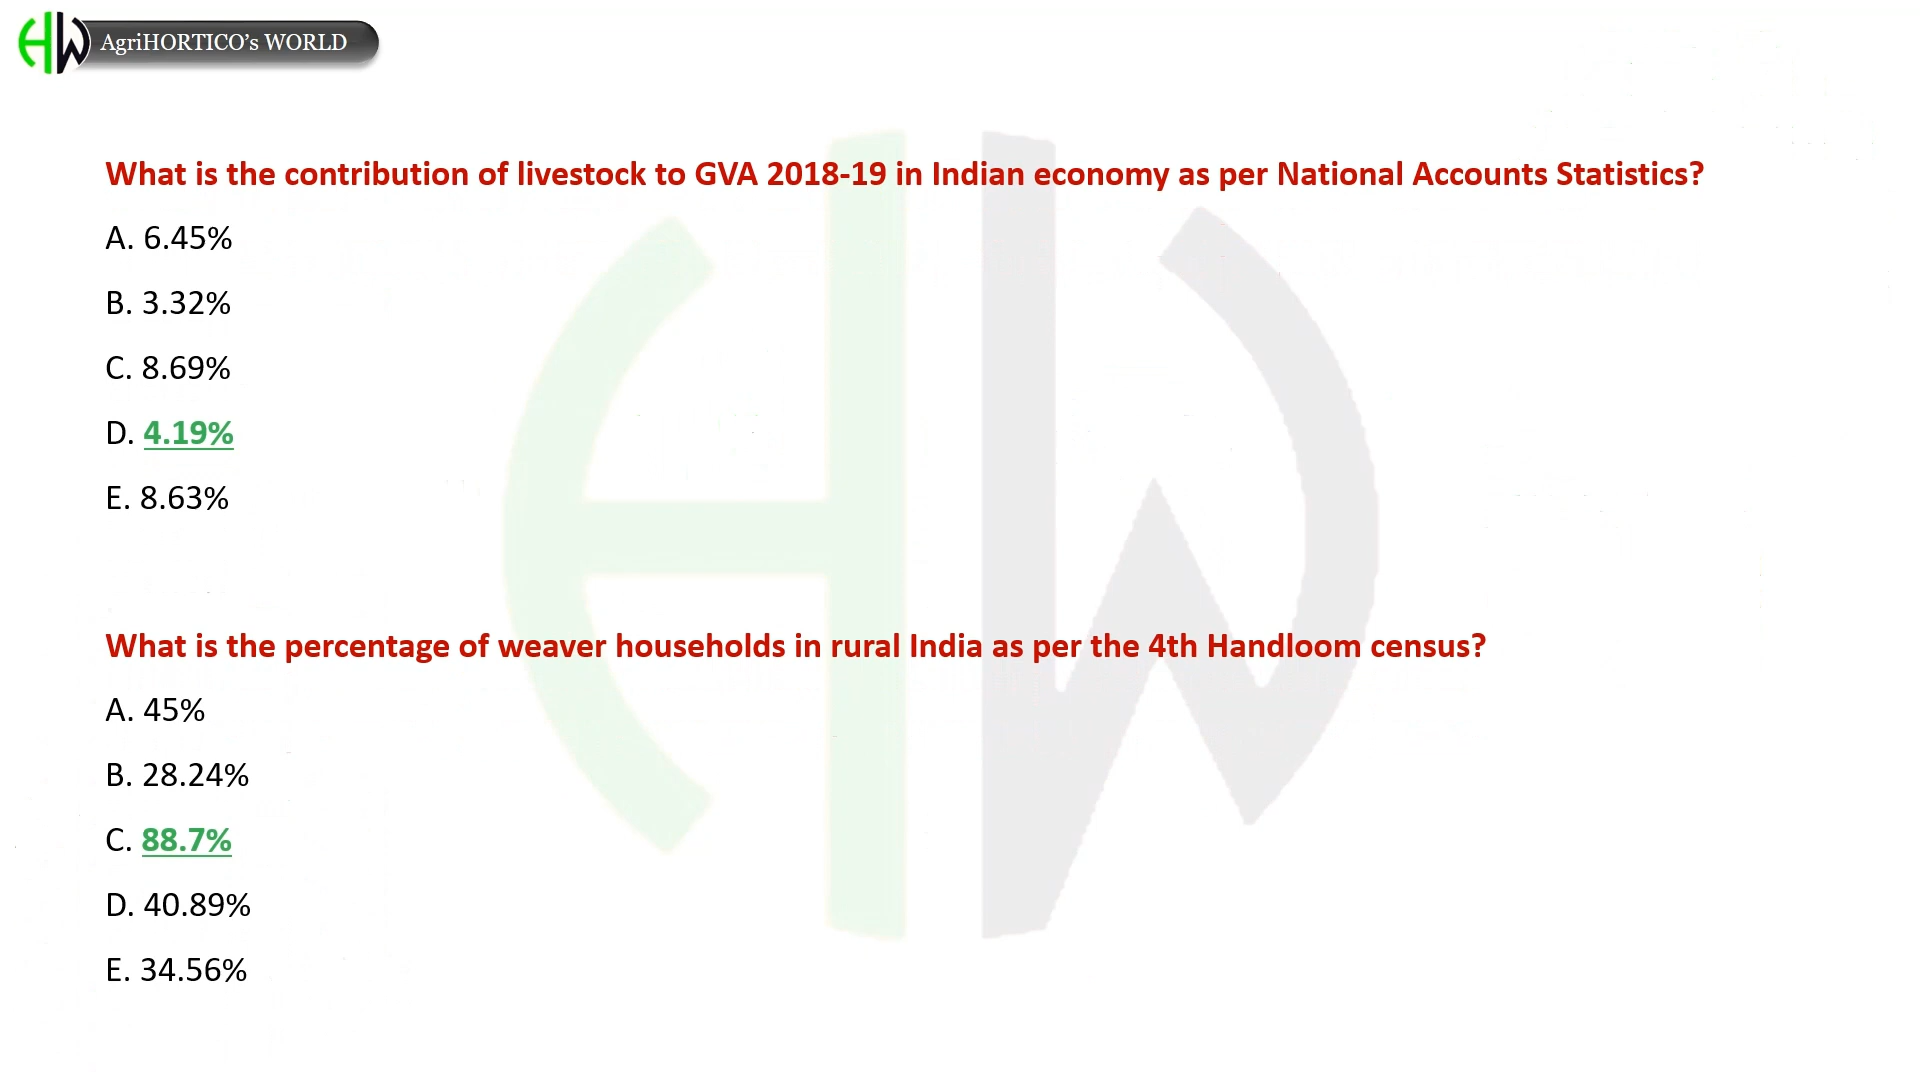 AgriHORTICO's WORLD
What is the contribution of livestock to GVA 2018-19 in Indian economy as per National Accounts Statistics?
A. 6.45%
B. 3.32%
C. 8.69%
D. 4.19%
E. 8.63%
What is the percentage of weaver households in rural India as per the 4th Handloom census?
A. 45%
B. 28.24%
C. 88.7%
D. 40.89%
E. 34.56%